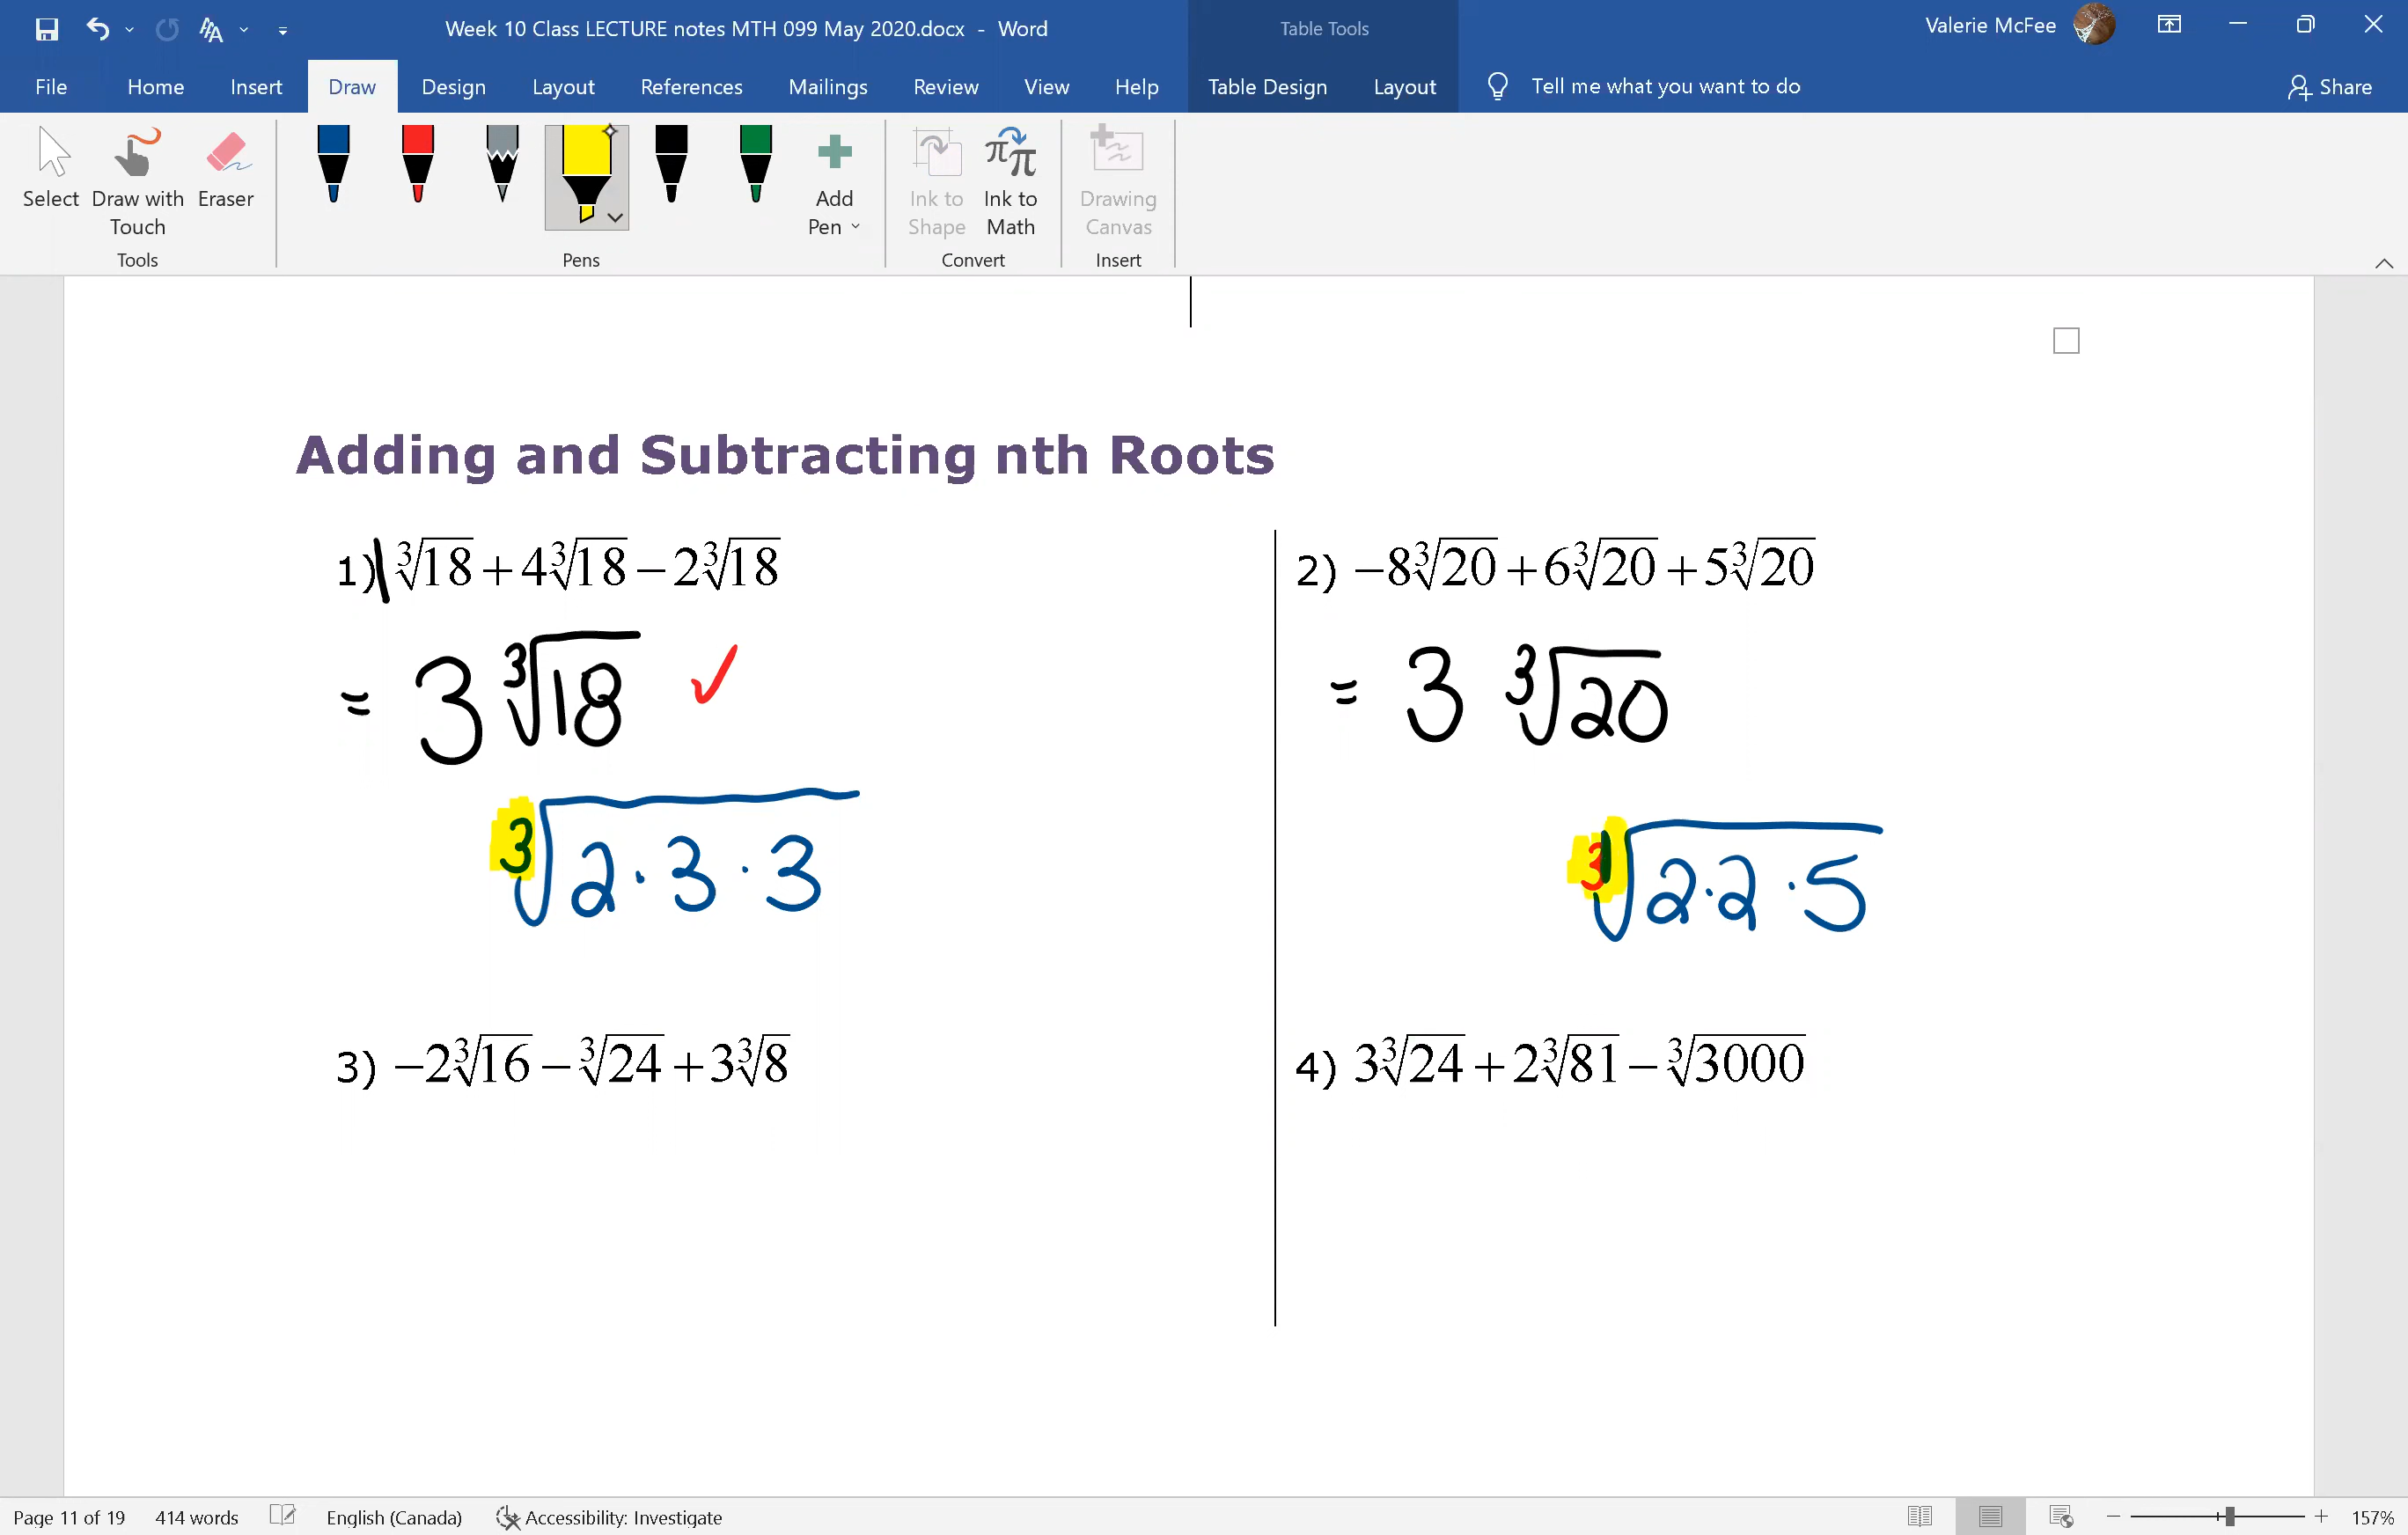 Week 10 Class LECTURE notes MTH 099 May 2020.docx - Word
Table Tools
Valerie McFee
File Home Insert Draw Design Layout References Mailings Review View Help Table Design Layout Tell me what you want to do Share
Select Draw with Touch Eraser
Add Pen
Ink to Shape Ink to Math
Drawing Canvas
Tools Pens Convert Insert
Adding and Subtracting nth Roots
1) 1∛18 + 4∛18 − 2∛18
= 3∛18 ✓
∛2·3·3
2) −8∛20 + 6∛20 + 5∛20
= 3 ∛20
∛2·2·5
3) −2∛16 − ∛24 + 3∛8
4) 3∛24 + 2∛81 − ∛3000
Page 11 of 19 414 words English (Canada) Accessibility: Investigate 157%